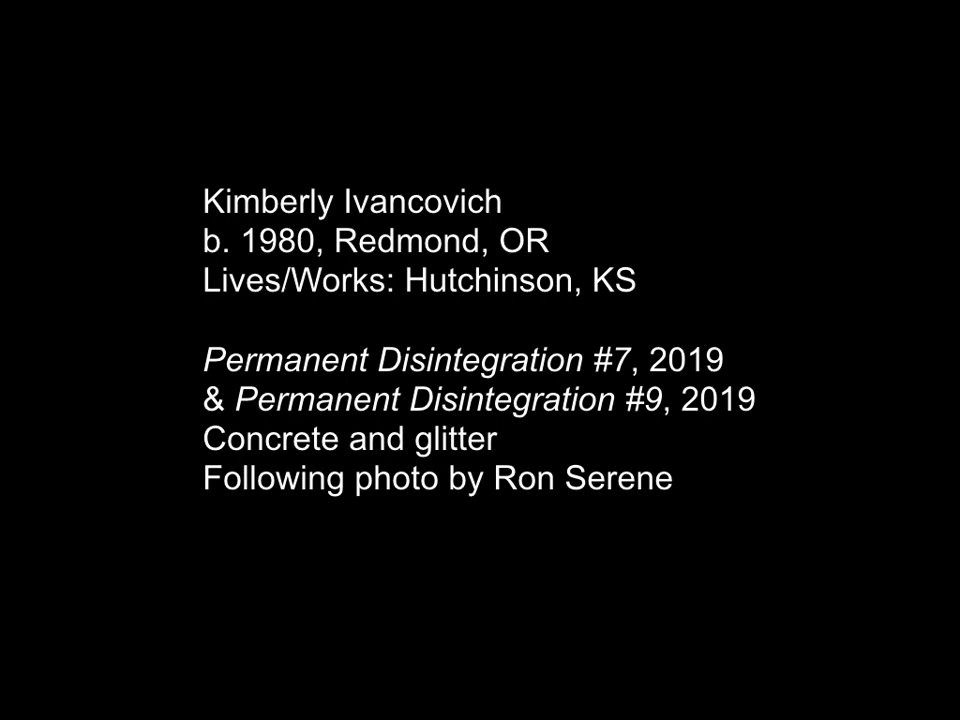 Kimberly Ivancovich
b. 1980, Redmond, OR
Lives/Works: Hutchinson, KS
Permanent Disintegration #7, 2019
& Permanent Disintegration #9, 2019
Concrete and glitter
Following photo by Ron Serene